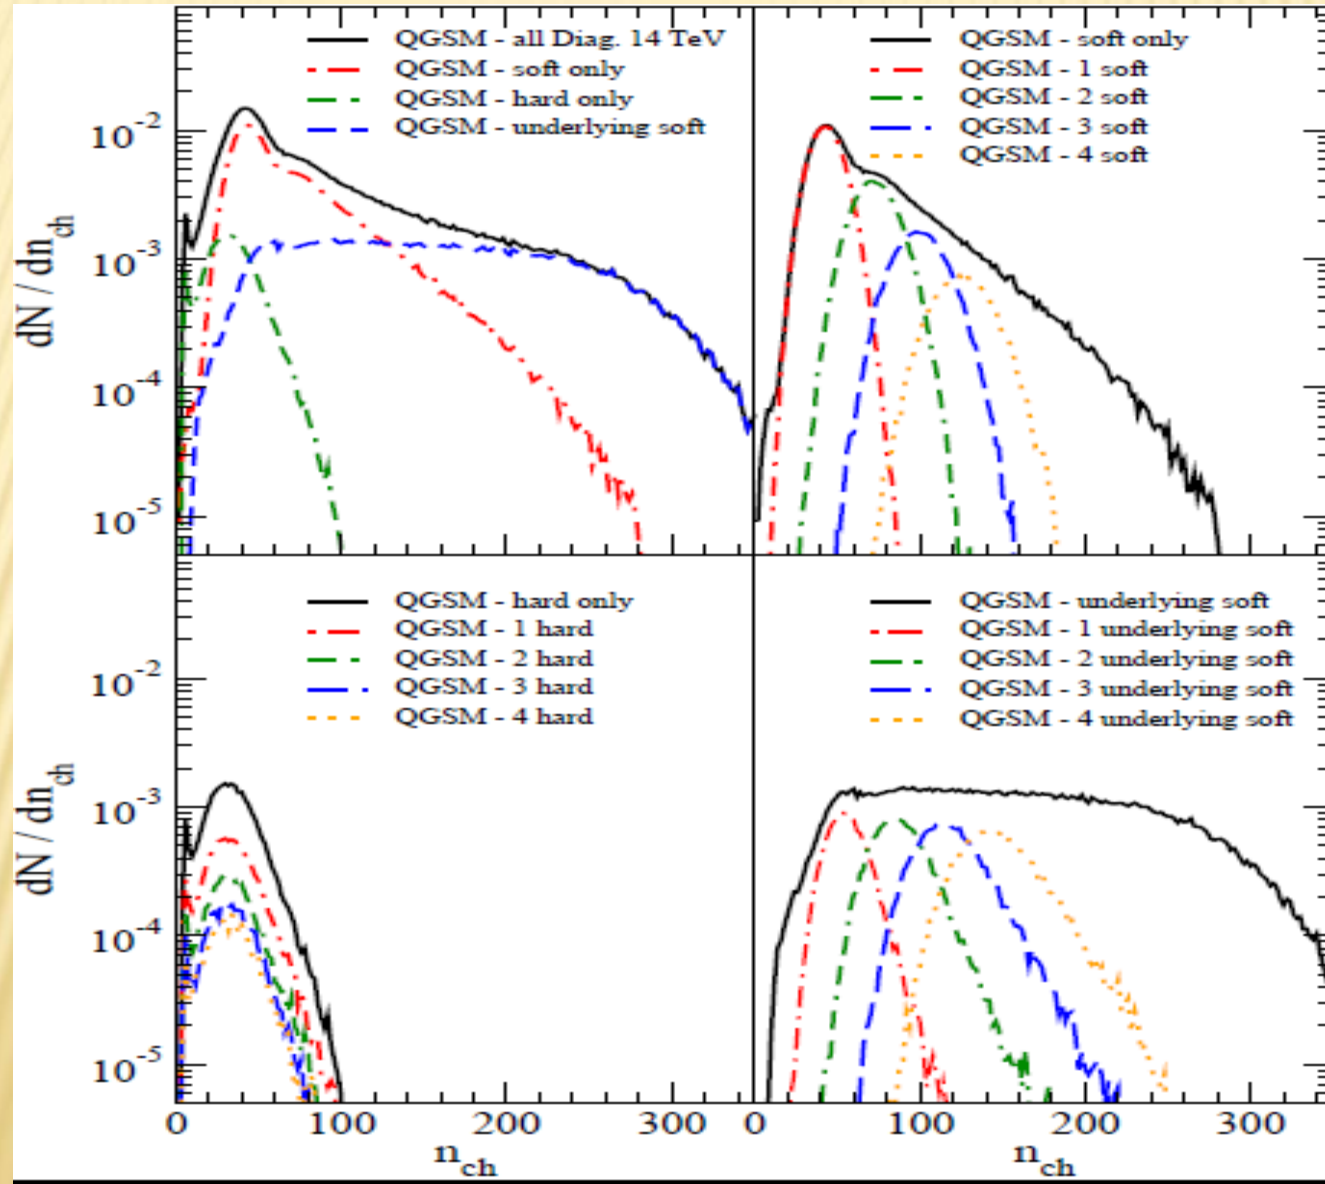 QGSM - all Diag. 14 TeV
QGSM - soft only
QGSM - hard only
QGSM - underlying soft
QGSM - soft only
QGSM - 1 soft
QGSM - 2 soft
QGSM - 3 soft
QGSM - 4 soft
10-2
10-3
10-4
10-5
dN / dnch
QGSM - hard only
QGSM - 1 hard
QGSM - 2 hard
QGSM - 3 hard
QGSM - 4 hard
QGSM - underlying soft
QGSM - 1 underlying soft
QGSM - 2 underlying soft
QGSM - 3 underlying soft
QGSM - 4 underlying soft
10-2
10-3
10-4
10-5
dN / dnch
0 100 200 300 0 100 200 300
nch nch